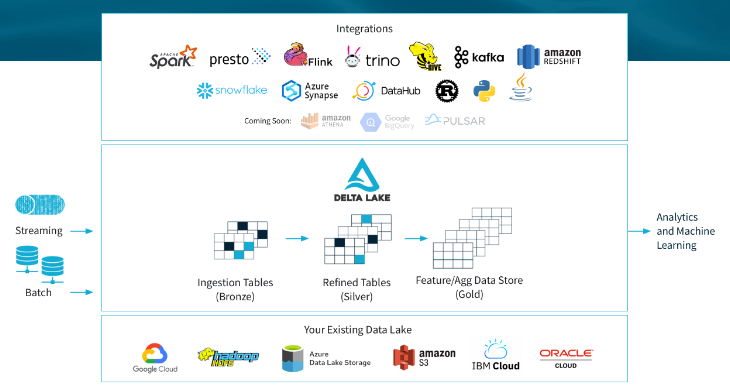 Integrations
APACHE
Spark
presto
Flink
trino
HIVE
kafka
amazon
REDSHIFT
snowflake
Azure
Synapse
DataHub
R
Java
Coming Soon:
amazon
ATHENA
Google
BigQuery
PULSAR
DELTA LAKE
Streaming
Batch
Ingestion Tables
(Bronze)
Refined Tables
(Silver)
Feature/Agg Data Store
(Gold)
Analytics
and Machine
Learning
Your Existing Data Lake
Google Cloud
hadoop
HDFS
Azure
Data Lake Storage
amazon
S3
IBM Cloud
ORACLE
CLOUD